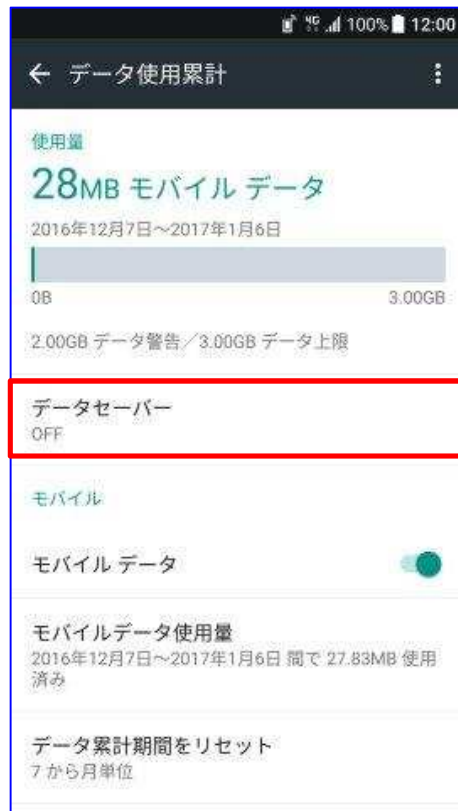 4G 100% 12:00
データ使用累計
使用量
28MB モバイル データ
2016年12月7日～2017年1月6日
0B 3.00GB
2.00GB データ警告／3.00GB データ上限
データセーバー
OFF
モバイル
モバイル データ
モバイルデータ使用量
2016年12月7日～2017年1月6日 間で 27.83MB 使用
済み
データ累計期間をリセット
7 から月単位